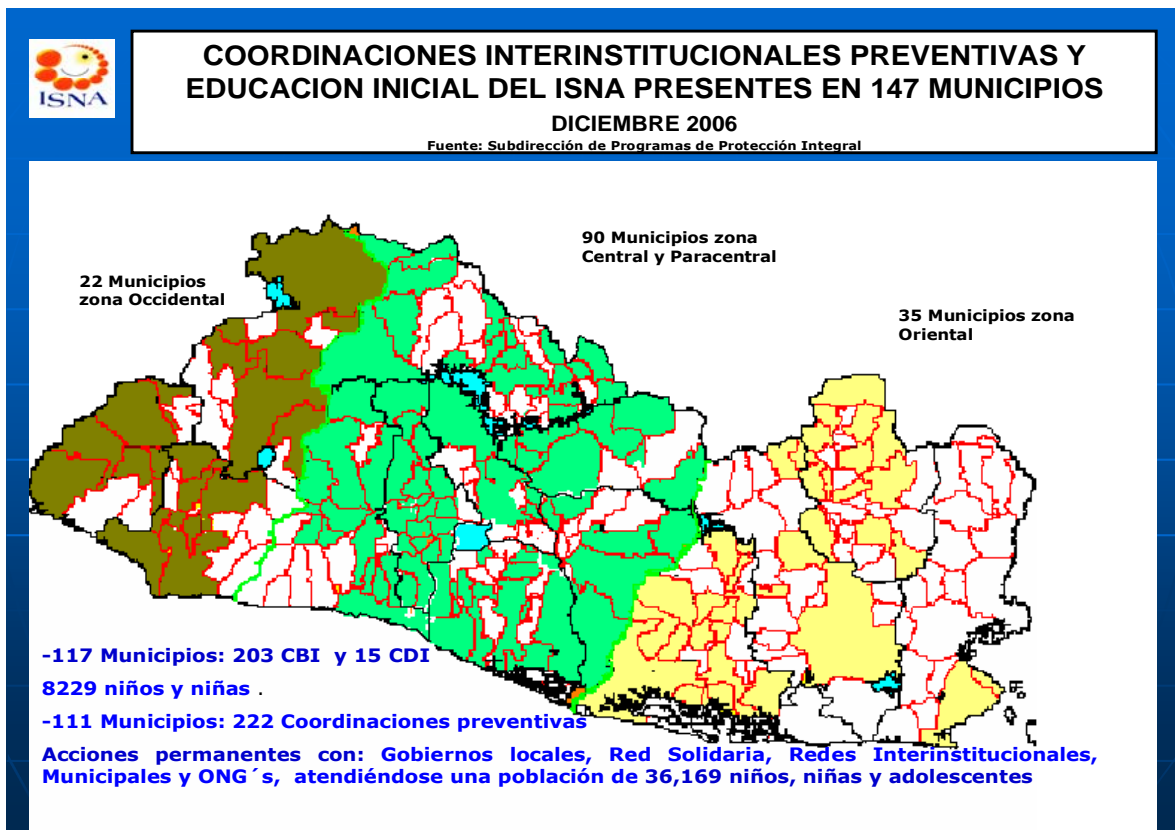 ISNA
COORDINACIONES INTERINSTITUCIONALES PREVENTIVAS Y
EDUCACION INICIAL DEL ISNA PRESENTES EN 147 MUNICIPIOS
DICIEMBRE 2006
Fuente: Subdirección de Programas de Protección Integral
90 Municipios zona
Central y Paracentral
22 Municipios
zona Occidental
35 Municipios zona
Oriental
-117 Municipios: 203 CBI y 15 CDI
8229 niños y niñas .
-111 Municipios: 222 Coordinaciones preventivas
Acciones permanentes con: Gobiernos locales, Red Solidaria, Redes Interinstitucionales,
Municipales y ONG´s, atendiéndose una población de 36,169 niños, niñas y adolescentes